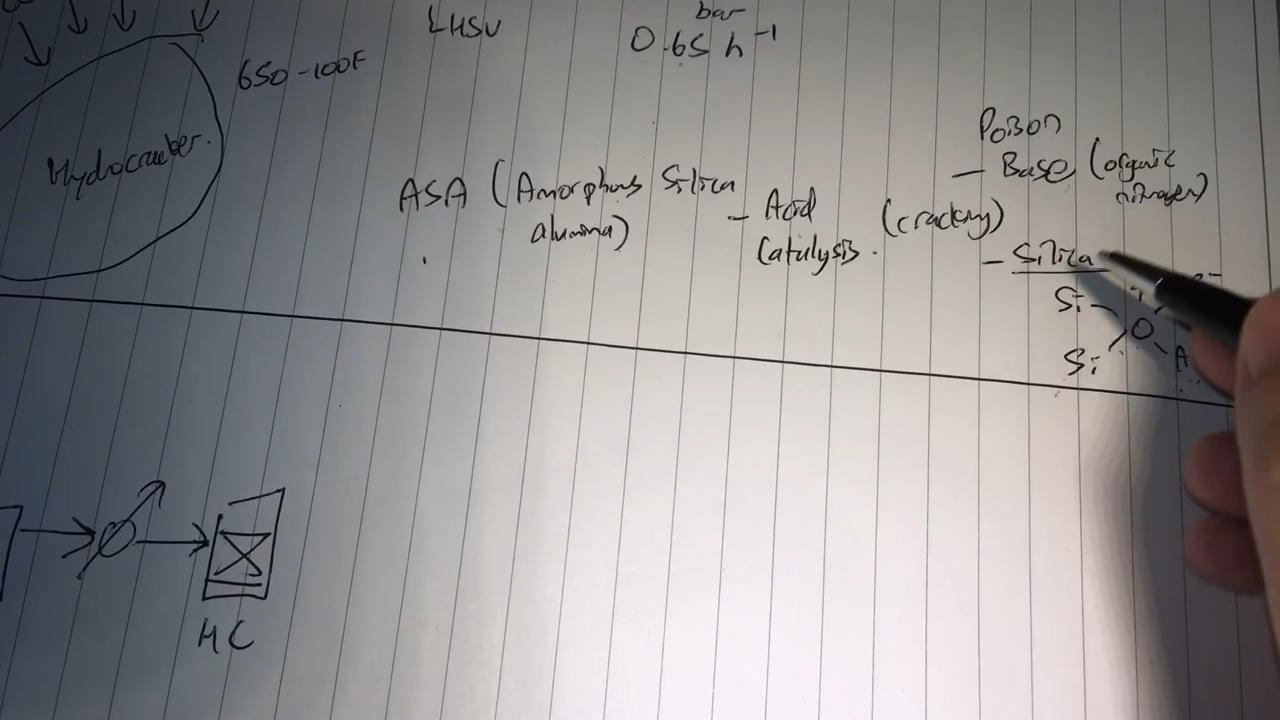 bar
LHSV 0.65 h⁻¹
650-100F
Hydrocracker.
Poison
- Base (organic nitrogen)
ASA (Amorphous Silica alumina)
- Acid Catalysis. (cracking)
- Silica
Si
O
Si A
HC